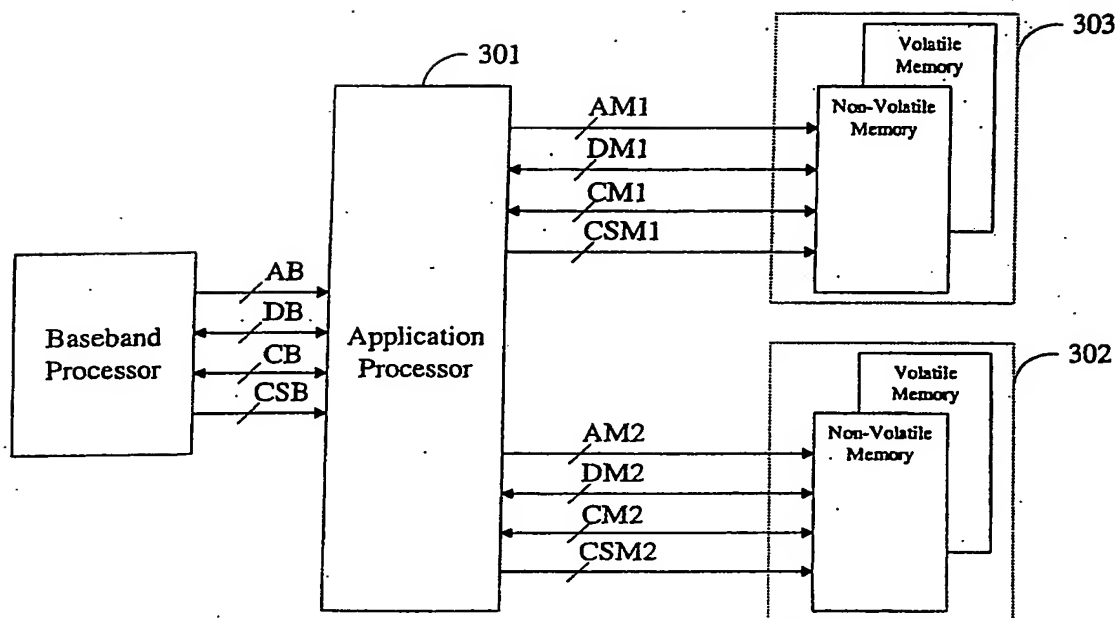 303
Volatile
Memory
Non-Volatile
Memory
301
AM1
DM1
CM1
CSM1
Baseband
Processor
AB
DB
CB
CSB
Application
Processor
302
Volatile
Memory
Non-Volatile
Memory
AM2
DM2
CM2
CSM2